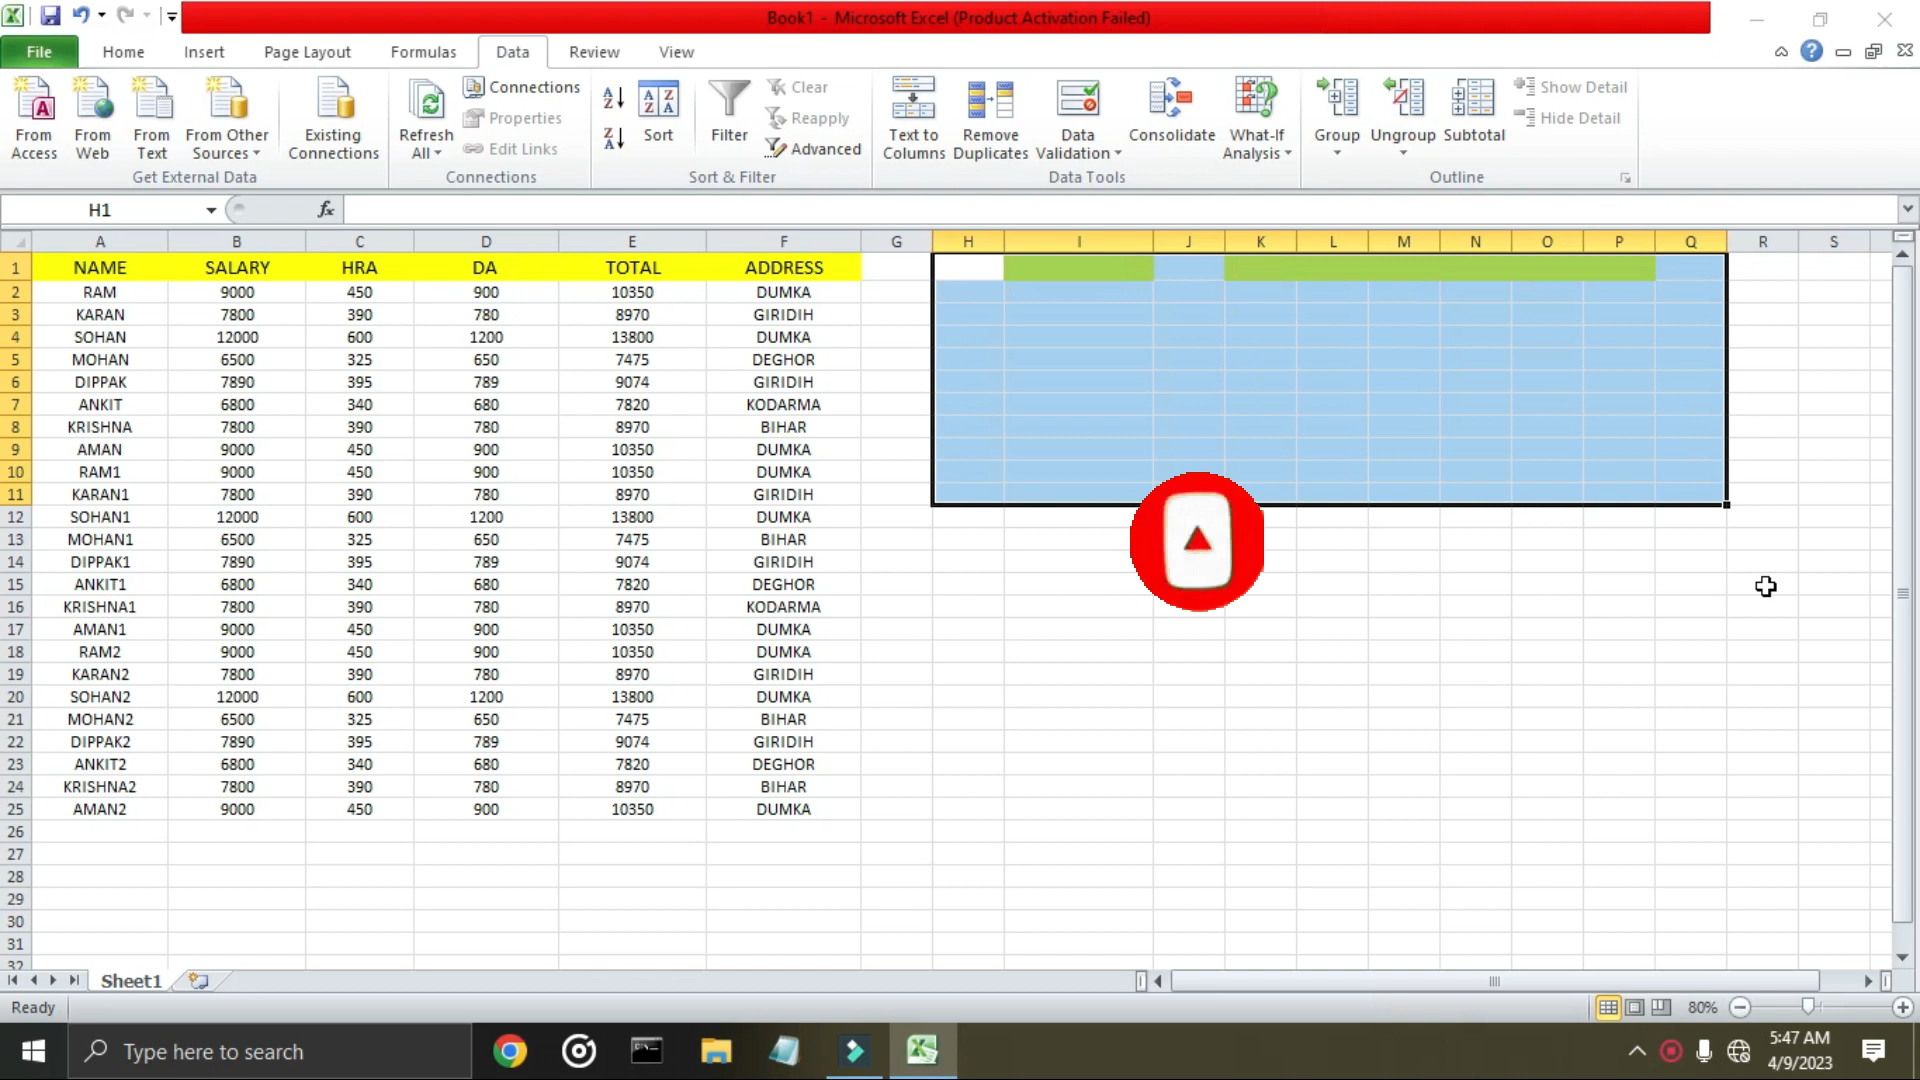 Book1 - Microsoft Excel (Product Activation Failed)
File Home Insert Page Layout Formulas Data Review View
From Access
From Web
From Text
From Other Sources
Existing Connections
Get External Data
Refresh All
Connections
Properties
Edit Links
Connections
Sort
Filter
Clear
Reapply
Advanced
Sort & Filter
Text to Columns
Remove Duplicates
Data Validation
Consolidate
What-If Analysis
Data Tools
Group
Ungroup
Subtotal
Show Detail
Hide Detail
Outline
H1 fx
A B C D E F G H I J K L M N O P Q R S
1 NAME SALARY HRA DA TOTAL ADDRESS
2 RAM 9000 450 900 10350 DUMKA
3 KARAN 7800 390 780 8970 GIRIDIH
4 SOHAN 12000 600 1200 13800 DUMKA
5 MOHAN 6500 325 650 7475 DEGHOR
6 DIPPAK 7890 395 789 9074 GIRIDIH
7 ANKIT 6800 340 680 7820 KODARMA
8 KRISHNA 7800 390 780 8970 BIHAR
9 AMAN 9000 450 900 10350 DUMKA
10 RAM1 9000 450 900 10350 DUMKA
11 KARAN1 7800 390 780 8970 GIRIDIH
12 SOHAN1 12000 600 1200 13800 DUMKA
13 MOHAN1 6500 325 650 7475 BIHAR
14 DIPPAK1 7890 395 789 9074 GIRIDIH
15 ANKIT1 6800 340 680 7820 DEGHOR
16 KRISHNA1 7800 390 780 8970 KODARMA
17 AMAN1 9000 450 900 10350 DUMKA
18 RAM2 9000 450 900 10350 DUMKA
19 KARAN2 7800 390 780 8970 GIRIDIH
20 SOHAN2 12000 600 1200 13800 DUMKA
21 MOHAN2 6500 325 650 7475 BIHAR
22 DIPPAK2 7890 395 789 9074 GIRIDIH
23 ANKIT2 6800 340 680 7820 DEGHOR
24 KRISHNA2 7800 390 780 8970 BIHAR
25 AMAN2 9000 450 900 10350 DUMKA
26
27
28
29
30
31
32
Sheet1
Ready 80%
Type here to search
5:47 AM
4/9/2023